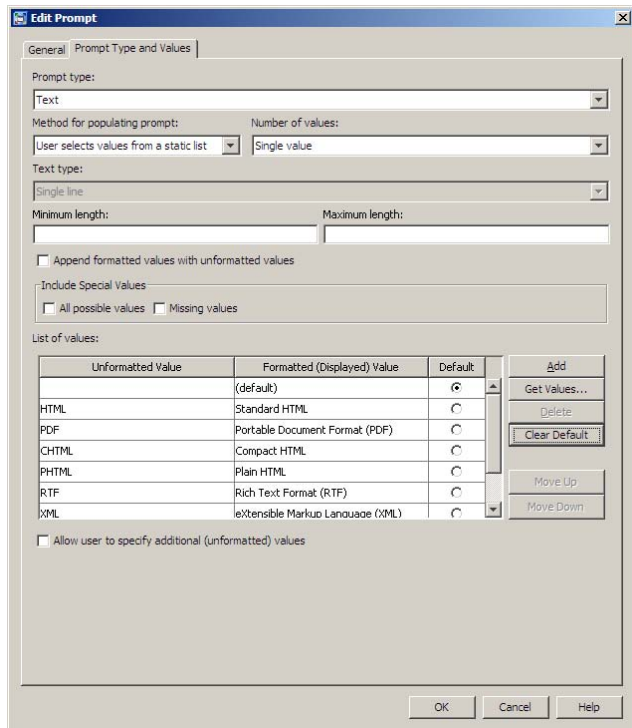 Edit Prompt
General Prompt Type and Values
Prompt type:
Text
Method for populating prompt: Number of values:
User selects values from a static list Single value
Text type:
Single line
Minimum length: Maximum length:
Append formatted values with unformatted values
Include Special Values
All possible values Missing values
List of values:
Unformatted Value Formatted (Displayed) Value Default Add
(default) Get Values...
HTML Standard HTML Delete
PDF Portable Document Format (PDF) Clear Default
CHTML Compact HTML
PHTML Plain HTML Move Up
RTF Rich Text Format (RTF) Move Down
XML eXtensible Markup Language (XML)
Allow user to specify additional (unformatted) values
OK Cancel Help